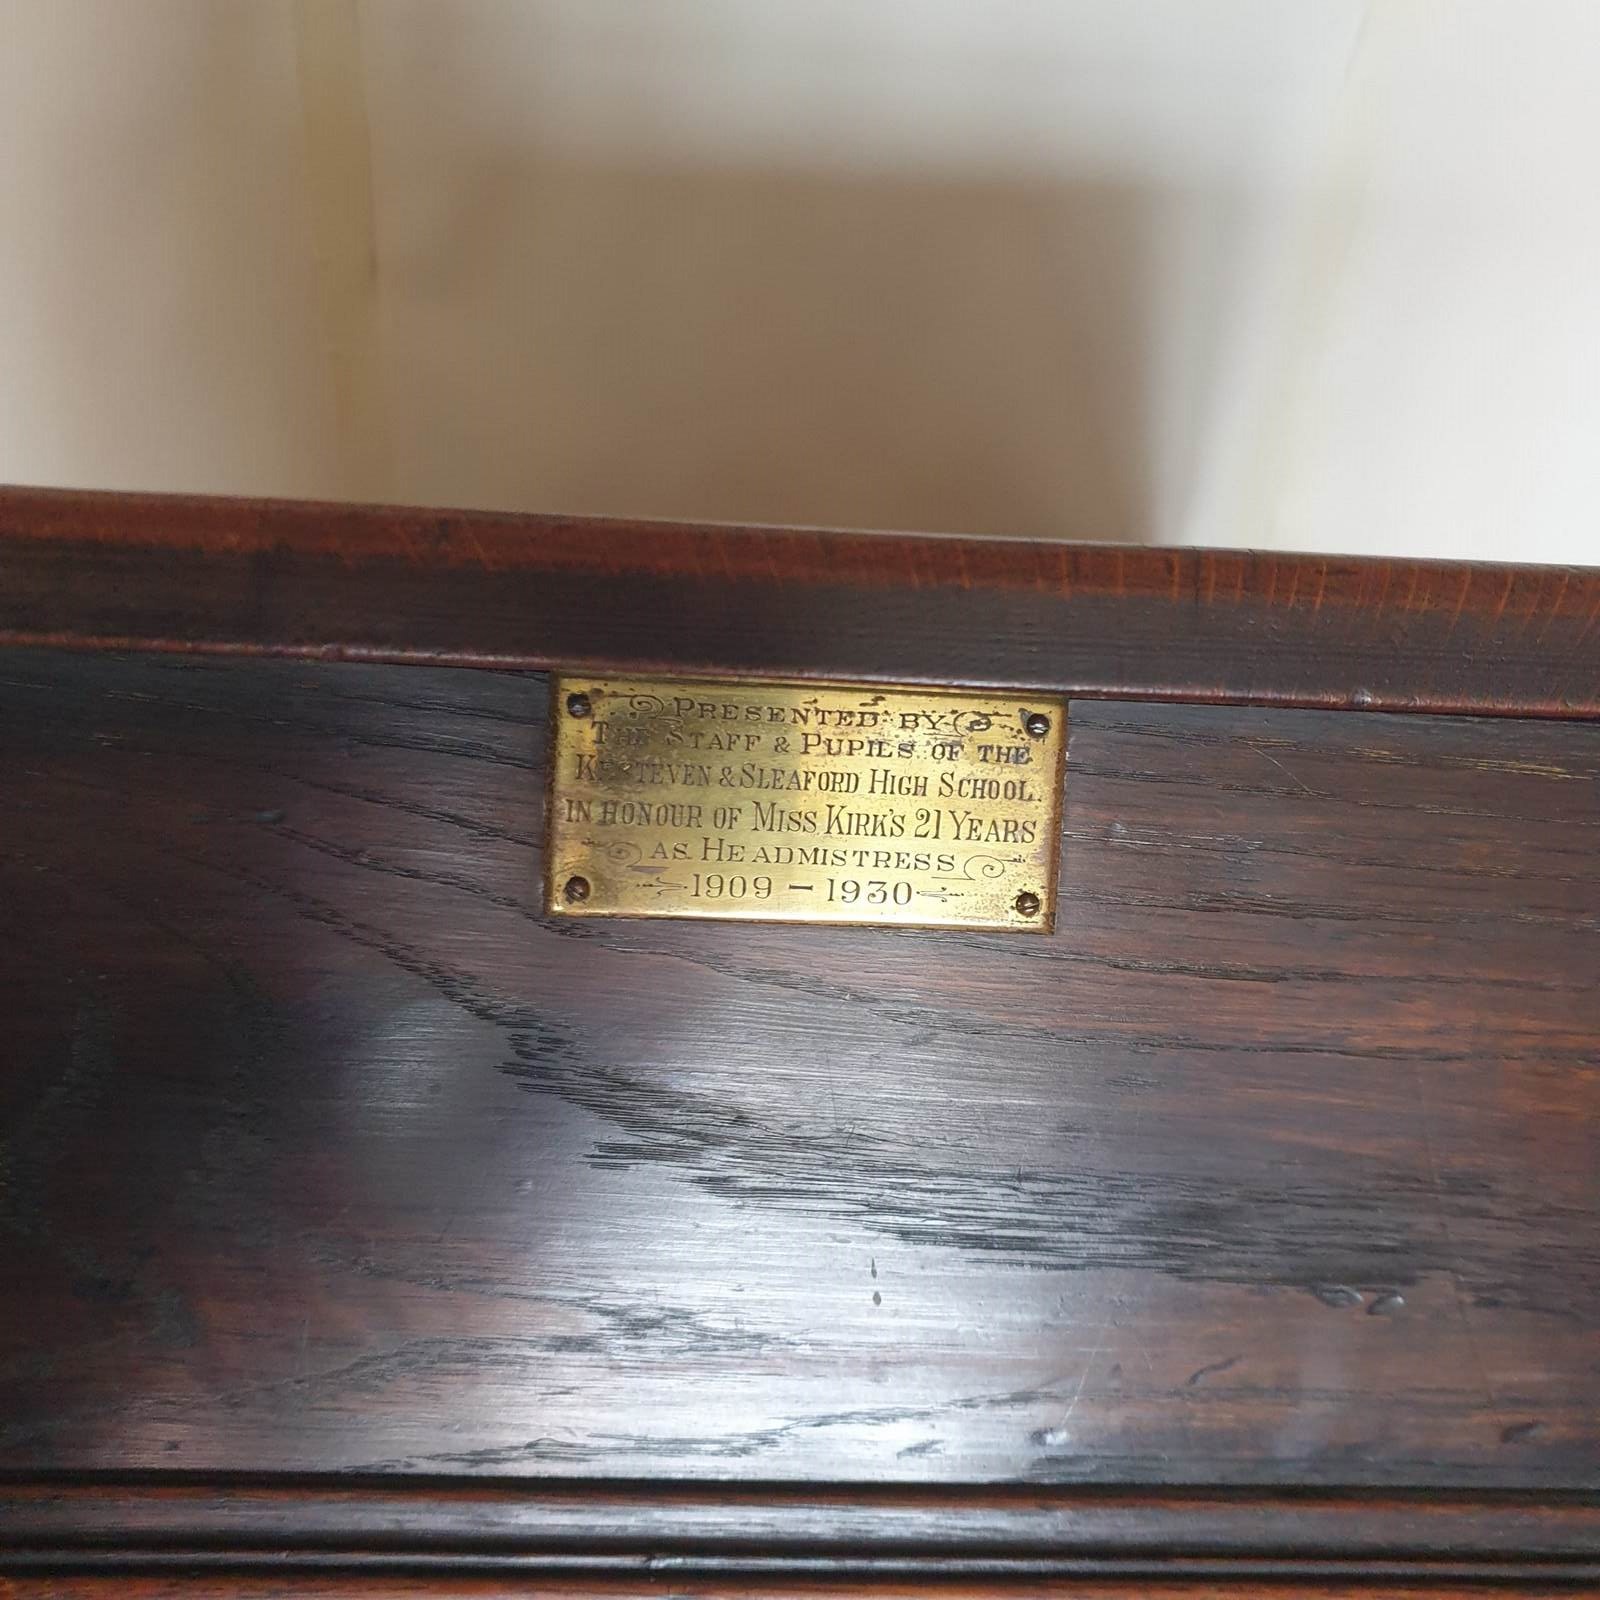 PRESENTED BY
THE STAFF & PUPILS OF THE
KESTEVEN & SLEAFORD HIGH SCHOOL.
IN HONOUR OF MISS KIRK'S 21 YEARS
AS HEADMISTRESS
1909 – 1930